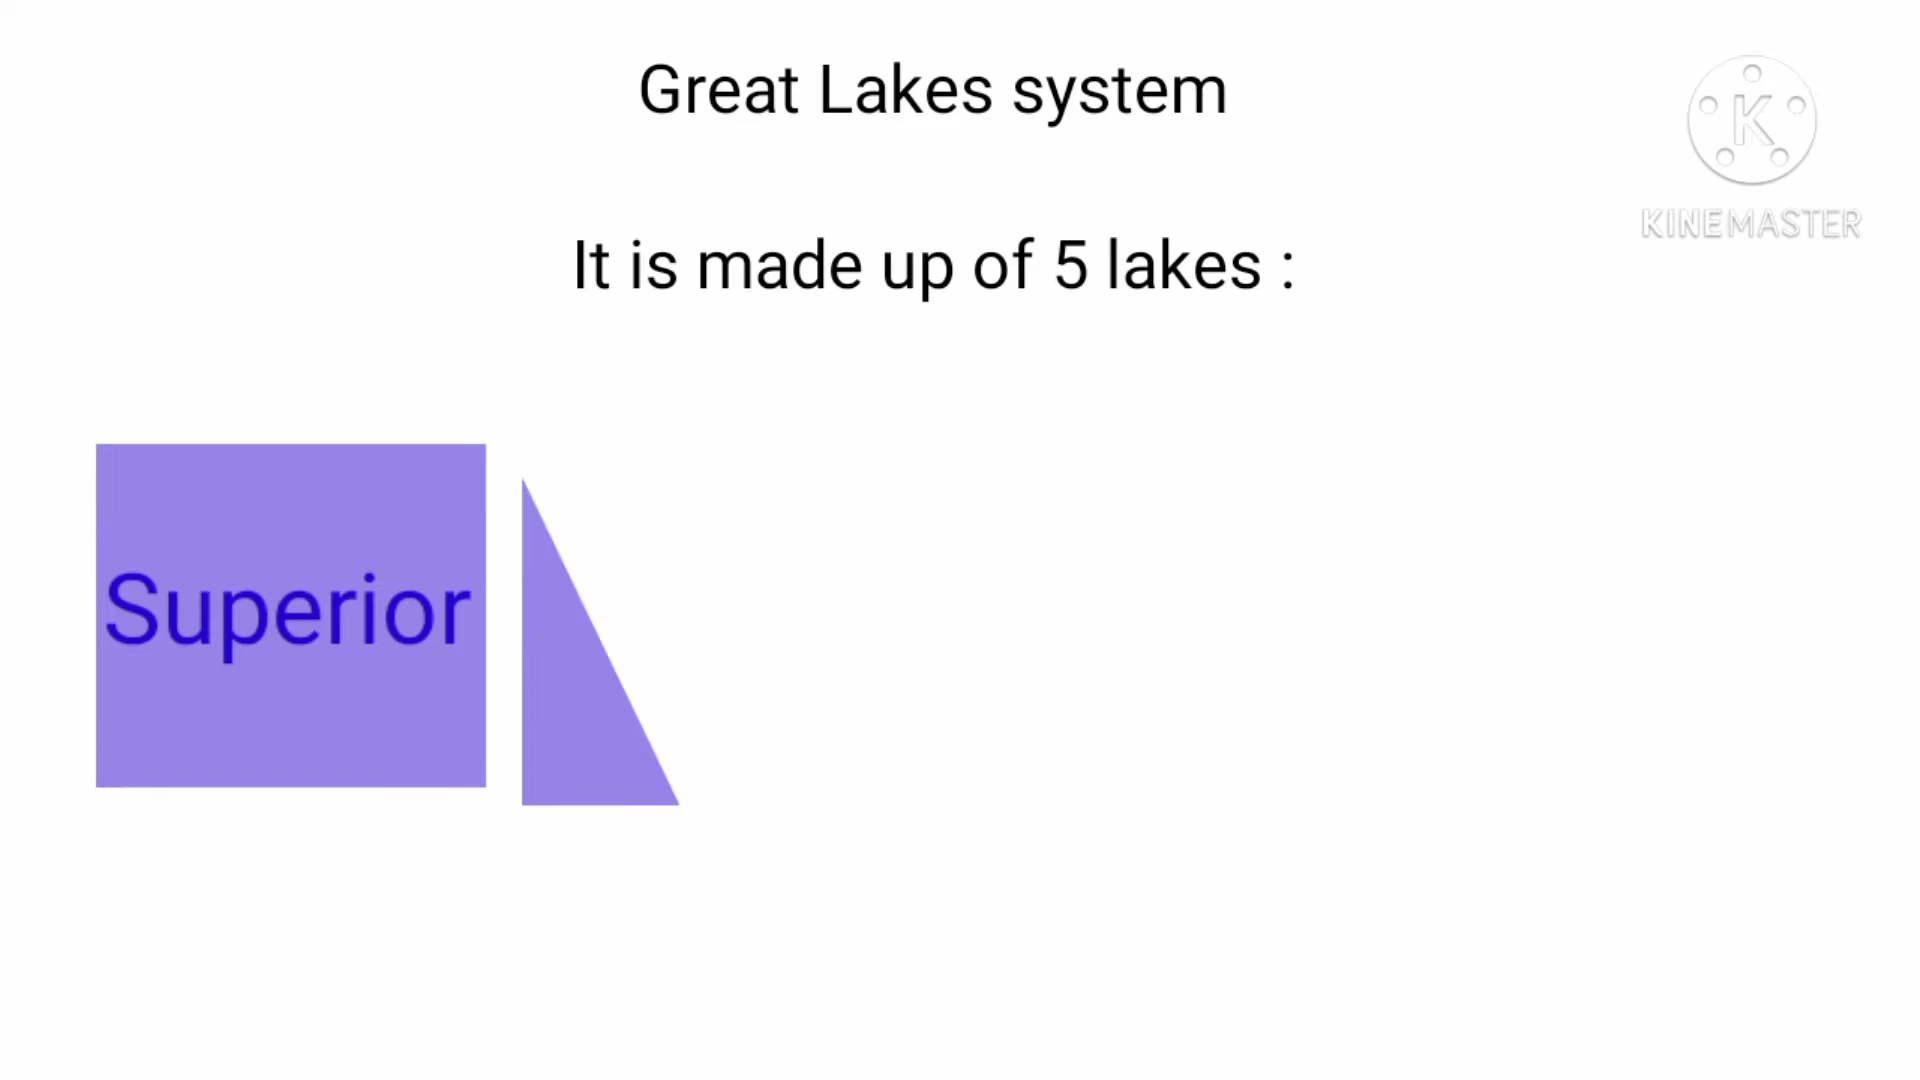 Great Lakes system
K
KINEMASTER
It is made up of 5 lakes :
Superior